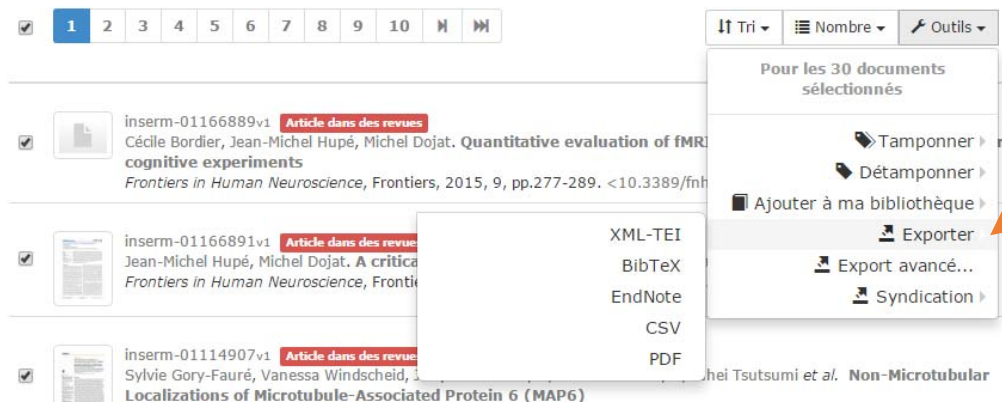 1 2 3 4 5 6 7 8 9 10
Tri
Nombre
Outils
Pour les 30 documents
sélectionnés
Tamponner
Détamponner
Ajouter à ma bibliothèque
Exporter
Export avancé...
Syndication
XML-TEI
BibTeX
EndNote
CSV
PDF
inserm-01166889v1 Article dans des revues
Cécile Bordier, Jean-Michel Hupé, Michel Dojat. Quantitative evaluation of fMRI
cognitive experiments
Frontiers in Human Neuroscience, Frontiers, 2015, 9, pp.277-289. <10.3389/fnh
inserm-01166891v1 Article dans des revue
Jean-Michel Hupé, Michel Dojat. A critica
Frontiers in Human Neuroscience, Frontie
inserm-01114907v1 Article dans des revue
Sylvie Gory-Fauré, Vanessa Windscheid, hei Tsutsumi et al. Non-Microtubular
Localizations of Microtubule-Associated Protein 6 (MAP6)